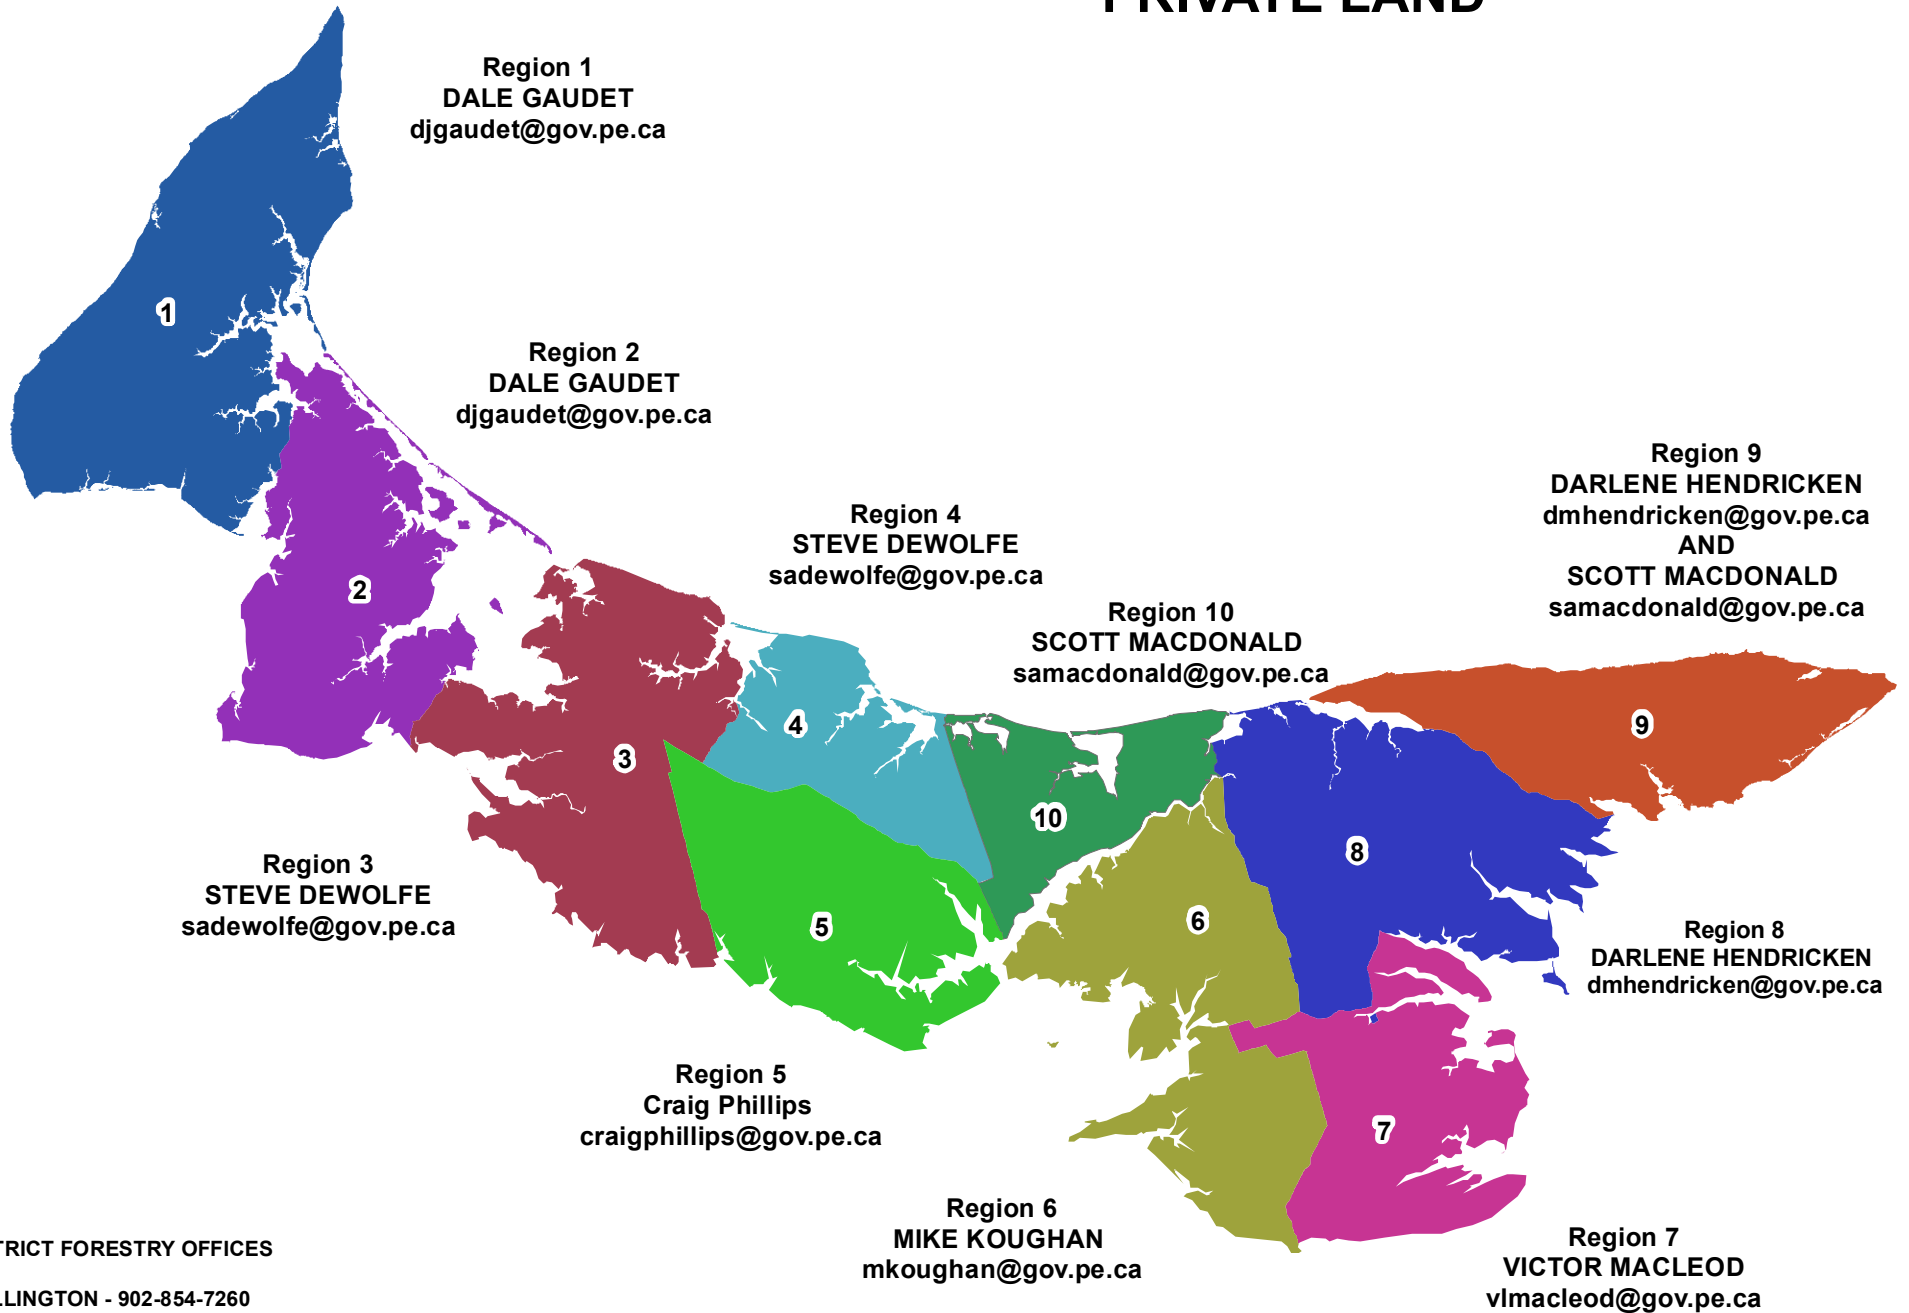 PRIVATE LAND
Region 1
DALE GAUDET
djgaudet@gov.pe.ca
1
Region 2
DALE GAUDET
djgaudet@gov.pe.ca
2
Region 4
STEVE DEWOLFE
sadewolfe@gov.pe.ca
Region 9
DARLENE HENDRICKEN
dmhendricken@gov.pe.ca
AND
SCOTT MACDONALD
samacdonald@gov.pe.ca
Region 10
SCOTT MACDONALD
samacdonald@gov.pe.ca
4
9
3
10
8
6
5
Region 3
STEVE DEWOLFE
sadewolfe@gov.pe.ca
Region 8
DARLENE HENDRICKEN
dmhendricken@gov.pe.ca
Region 5
Craig Phillips
craigphillips@gov.pe.ca
7
Region 6
MIKE KOUGHAN
mkoughan@gov.pe.ca
Region 7
VICTOR MACLEOD
vlmacleod@gov.pe.ca
TRICT FORESTRY OFFICES
LLINGTON - 902-854-7260